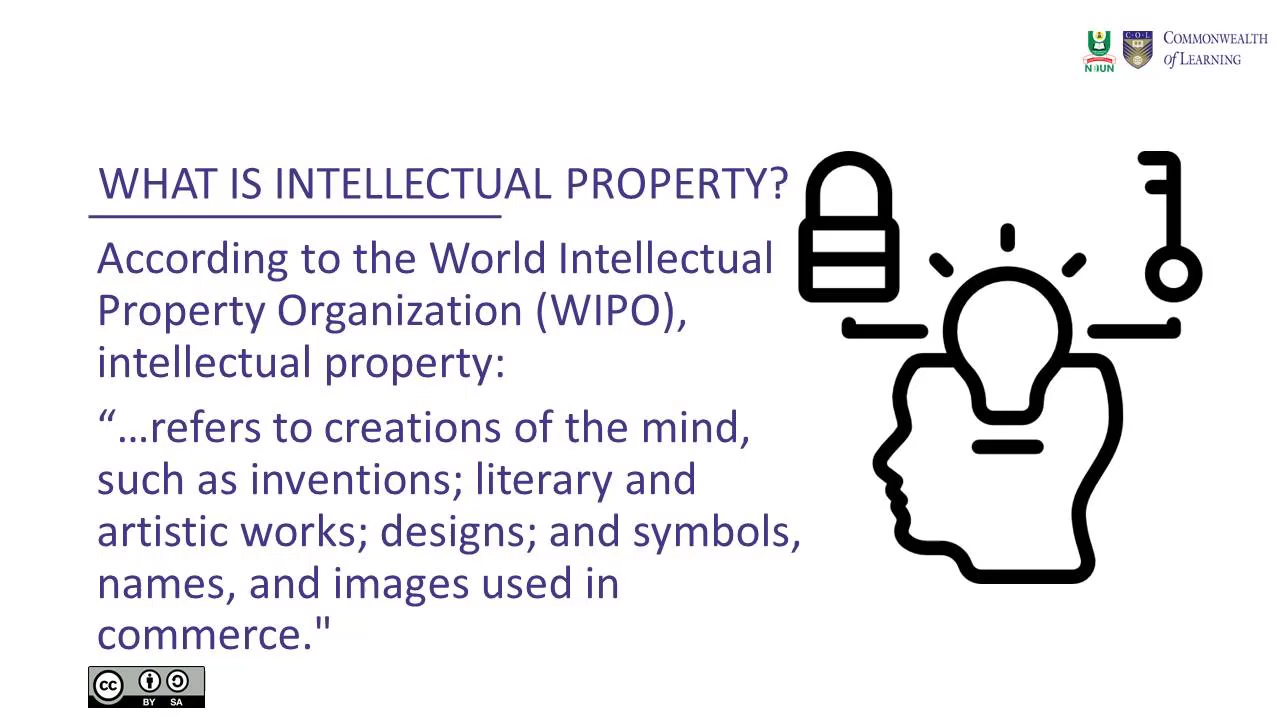 COMMONWEALTH
of LEARNING
C·O·L
NOUN
WHAT IS INTELLECTUAL PROPERTY?
According to the World Intellectual
Property Organization (WIPO),
intellectual property:
“...refers to creations of the mind,
such as inventions; literary and
artistic works; designs; and symbols,
names, and images used in
commerce."
cc
BY SA